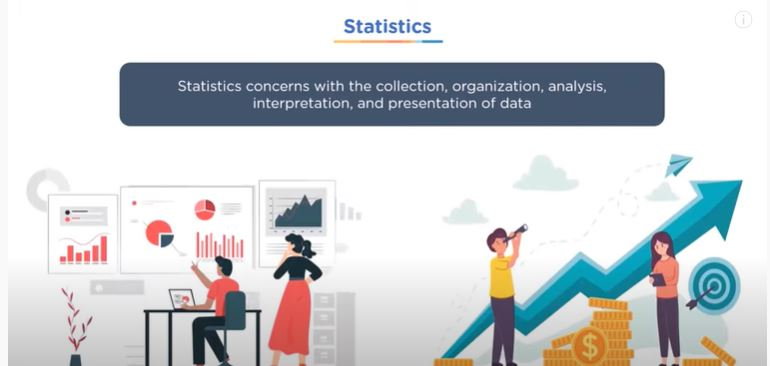 Statistics
Statistics concerns with the collection, organization, analysis,
interpretation, and presentation of data
$